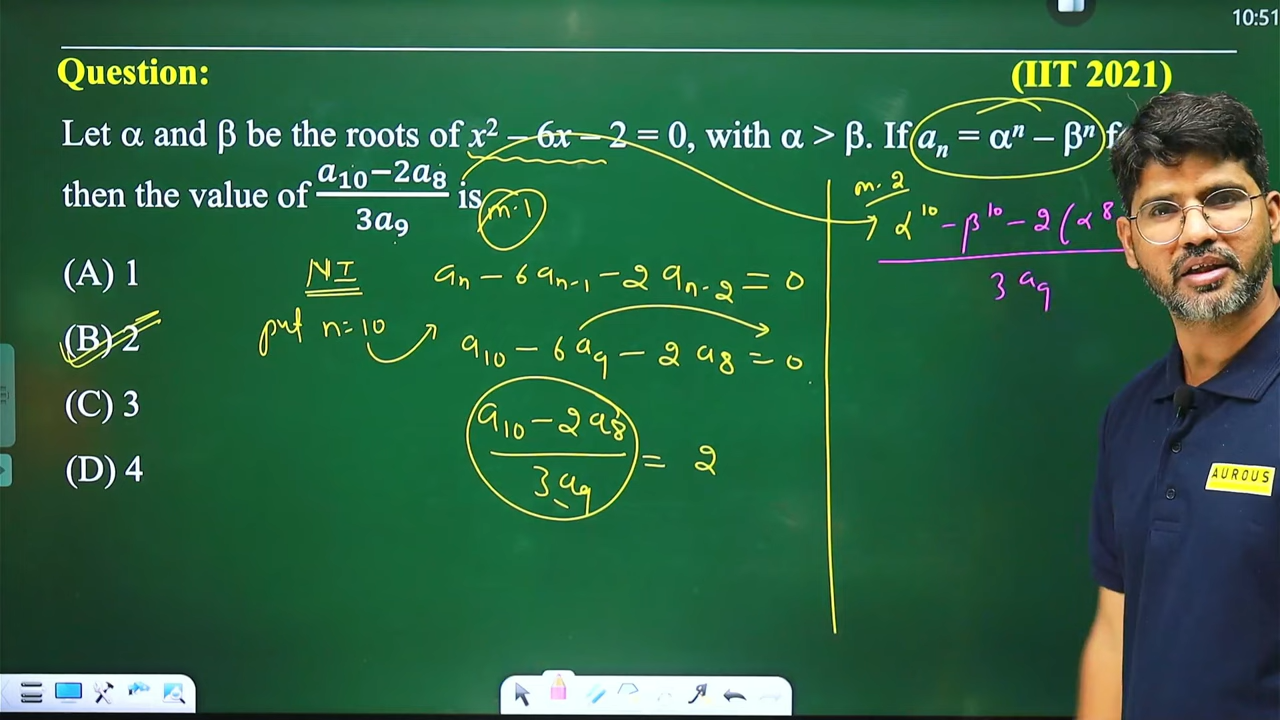 10:51
Question:
(IIT 2021)
Let α and β be the roots of x² – 6x – 2 = 0, with α > β. If aₙ = αⁿ – βⁿ f
then the value of (a₁₀−2a₈)/(3a₉) is
m·1
(A) 1
(B) 2
(C) 3
(D) 4
NI
aₙ – 6aₙ₋₁ – 2aₙ₋₂ = 0
put n=10
a₁₀ – 6a₉ – 2a₈ = 0
(a₁₀ – 2a₈)/(3a₉) = 2
m·2
α¹⁰ – β¹⁰ – 2(α⁸
3a₉
AUROUS